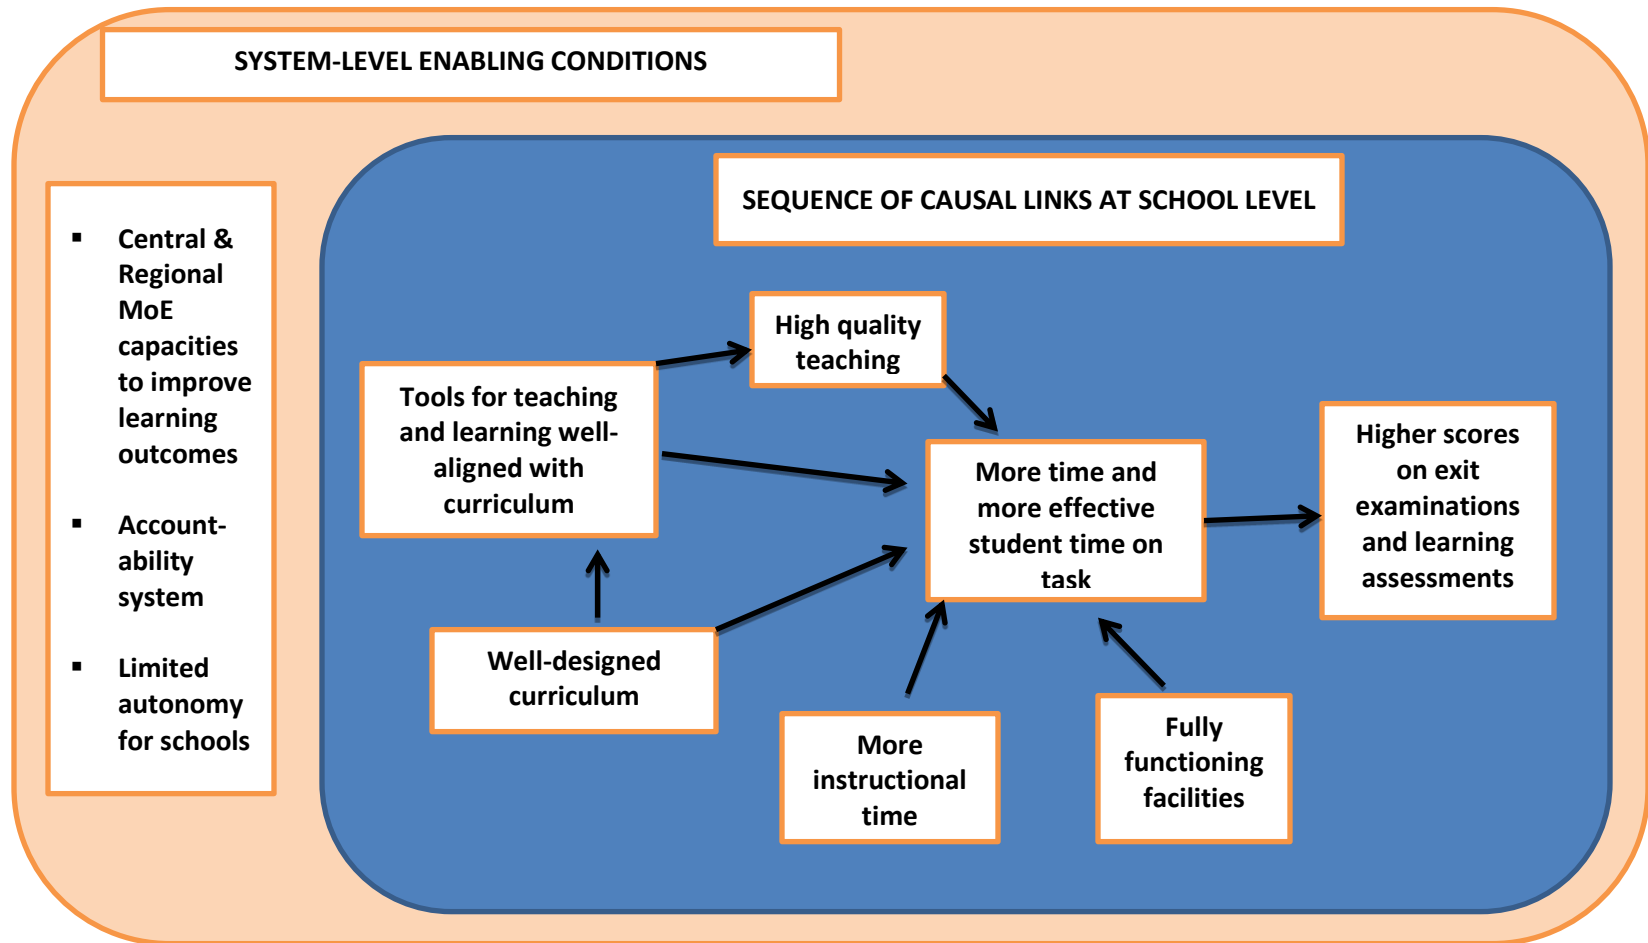 SYSTEM-LEVEL ENABLING CONDITIONS
▪ Central &
Regional
MoE
capacities
to improve
learning
outcomes
▪ Account-
ability
system
▪ Limited
autonomy
for schools
SEQUENCE OF CAUSAL LINKS AT SCHOOL LEVEL
High quality
teaching
Tools for teaching
and learning well-
aligned with
curriculum
More time and
more effective
student time on
task
Higher scores
on exit
examinations
and learning
assessments
Well-designed
curriculum
More
instructional
time
Fully
functioning
facilities